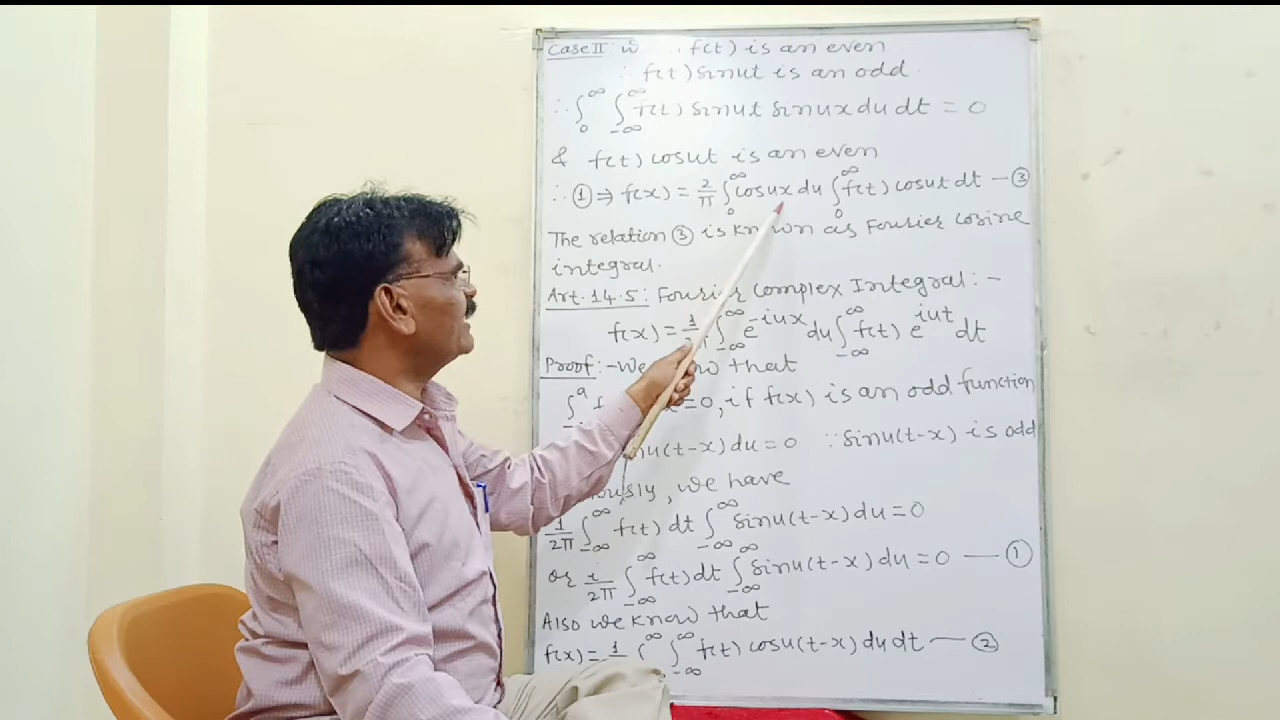 Case II: w f(t) is an even
∴ f(t) sinut is an odd
∴ ∫₀^∞ ∫₋∞^∞ f(t) sinut sinux du dt = 0
& f(t) cosut is an even
∴ ① ⇒ f(x) = 2/π ∫₀^∞ cosux du ∫₀^∞ f(t) cosut dt — ③
The relation ③ is known as Fourier cosine
integral.
Art. 14.5: Fourier Complex Integral: -
f(x) = 1/ ∫₋∞^∞ e^{-iux} du ∫₋∞^∞ f(t) e^{iut} dt
Proof: - We know that
∫^a = 0, if f(x) is an odd function
u(t-x) du = 0 ∵ sinu(t-x) is odd
, we have
1/2π ∫₋∞^∞ f(t) dt ∫₋∞^∞ sinu(t-x) du = 0
or i/2π ∫₋∞^∞ f(t) dt ∫₋∞^∞ sinu(t-x) du = 0 — ①
Also we know that
f(x) = 1/ ∫^∞ ∫₋∞^∞ f(t) cosu(t-x) du dt — ②